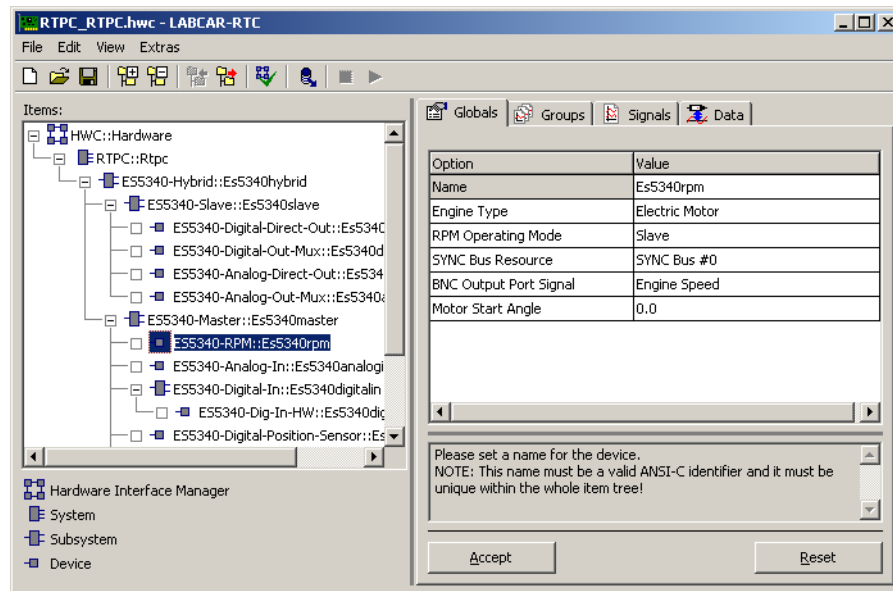 RTPC_RTPC.hwc - LABCAR-RTC
File Edit View Extras
Items:
HWC::Hardware
RTPC::Rtpc
ES5340-Hybrid::Es5340hybrid
ES5340-Slave::Es5340slave
ES5340-Digital-Direct-Out::Es534
ES5340-Digital-Out-Mux::Es5340d
ES5340-Analog-Direct-Out::Es534
ES5340-Analog-Out-Mux::Es5340a
ES5340-Master::Es5340master
ES5340-RPM::Es5340rpm
ES5340-Analog-In::Es5340analogi
ES5340-Digital-In::Es5340digitalin
ES5340-Dig-In-HW::Es5340dig
ES5340-Digital-Position-Sensor::Es
Hardware Interface Manager
System
Subsystem
Device
Globals Groups Signals Data
Option Value
Name Es5340rpm
Engine Type Electric Motor
RPM Operating Mode Slave
SYNC Bus Resource SYNC Bus #0
BNC Output Port Signal Engine Speed
Motor Start Angle 0.0
Please set a name for the device.
NOTE: This name must be a valid ANSI-C identifier and it must be
unique within the whole item tree!
Accept Reset